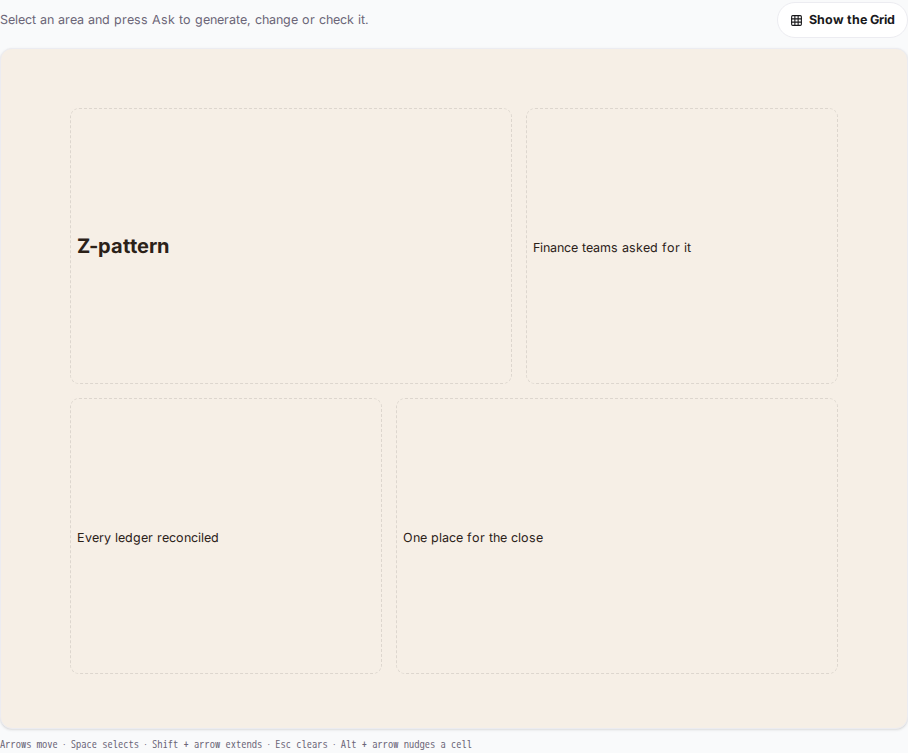 Select an area and press Ask to generate, change or check it.
Show the Grid
Z-pattern
Finance teams asked for it
Every ledger reconciled
One place for the close
Arrows move · Space selects · Shift + arrow extends · Esc clears · Alt + arrow nudges a cell